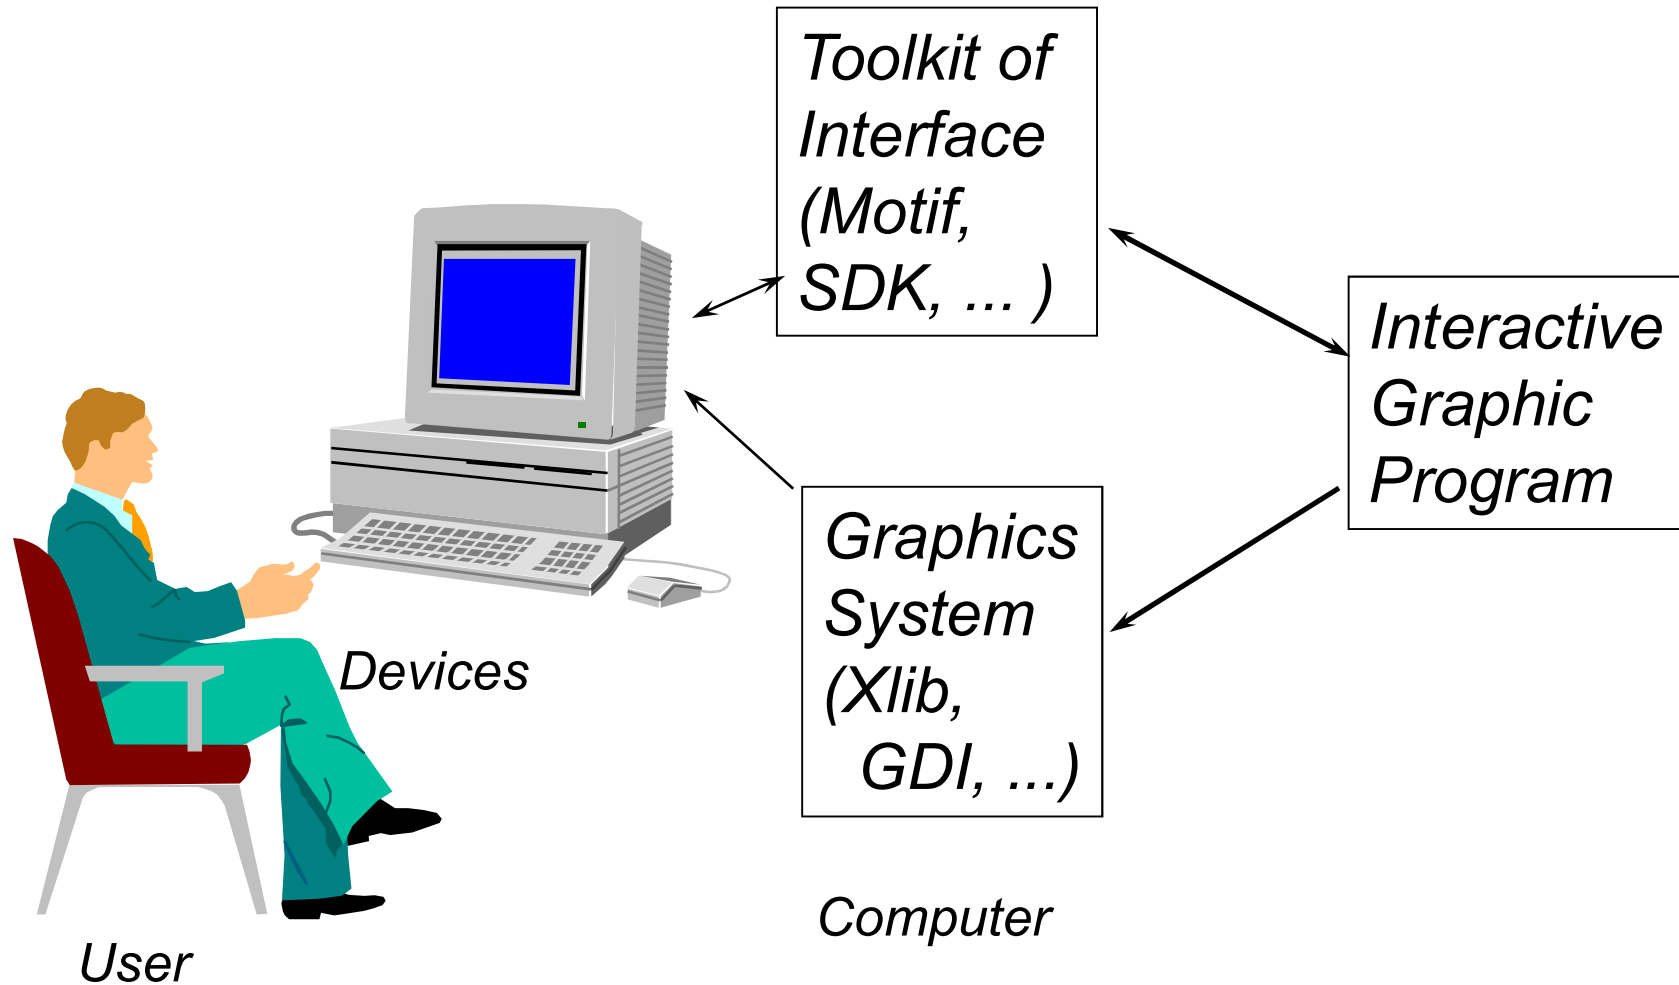 Toolkit of
Interface
(Motif,
SDK, ... )
Interactive
Graphic
Program
Graphics
System
(Xlib,
GDI, ...)
Devices
Computer
User